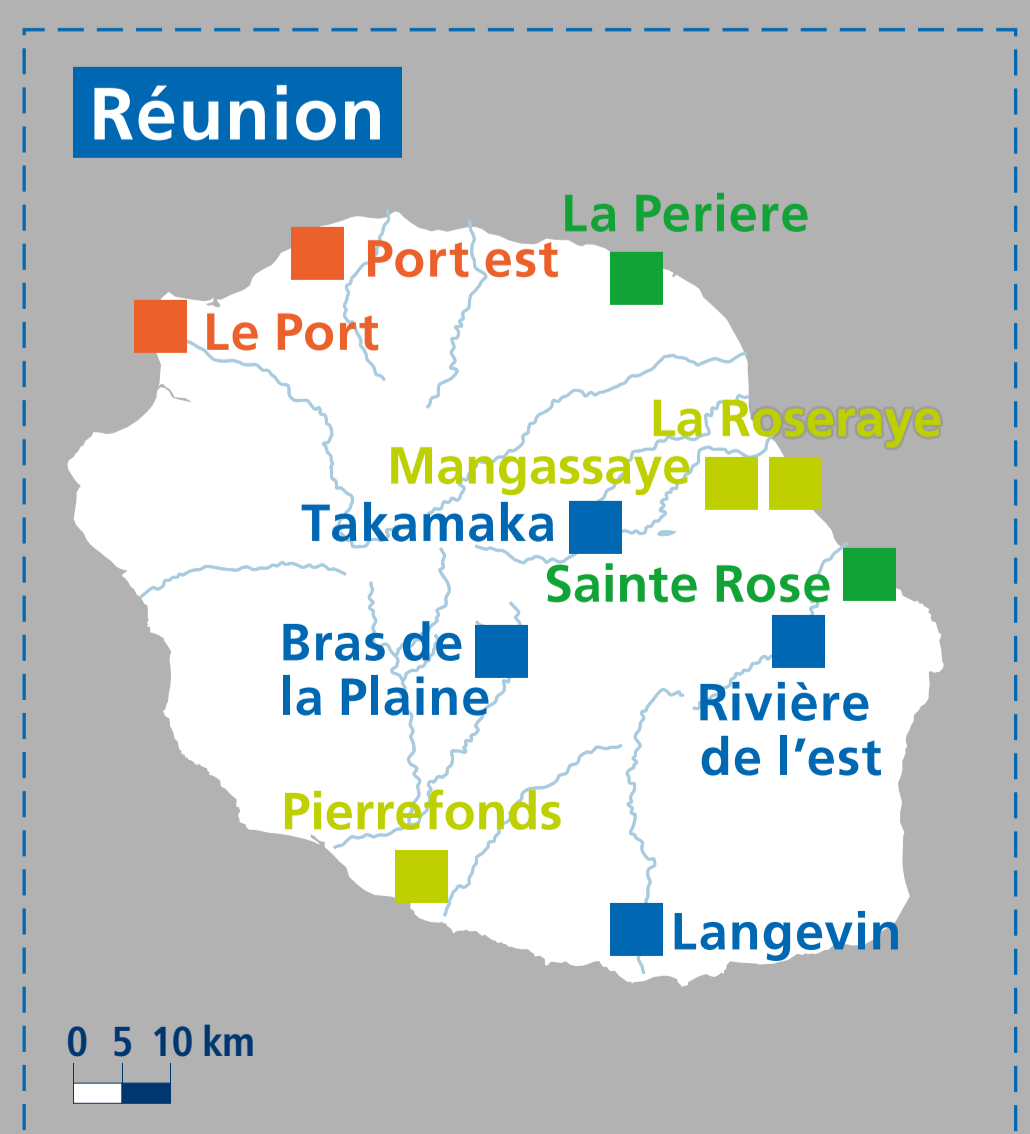 Réunion
La Periere
Port est
Le Port
La Roseraye
Mangassaye
Takamaka
Sainte Rose
Bras de
la Plaine
Rivière
de l’est
Pierrefonds
Langevin
0 5 10 km